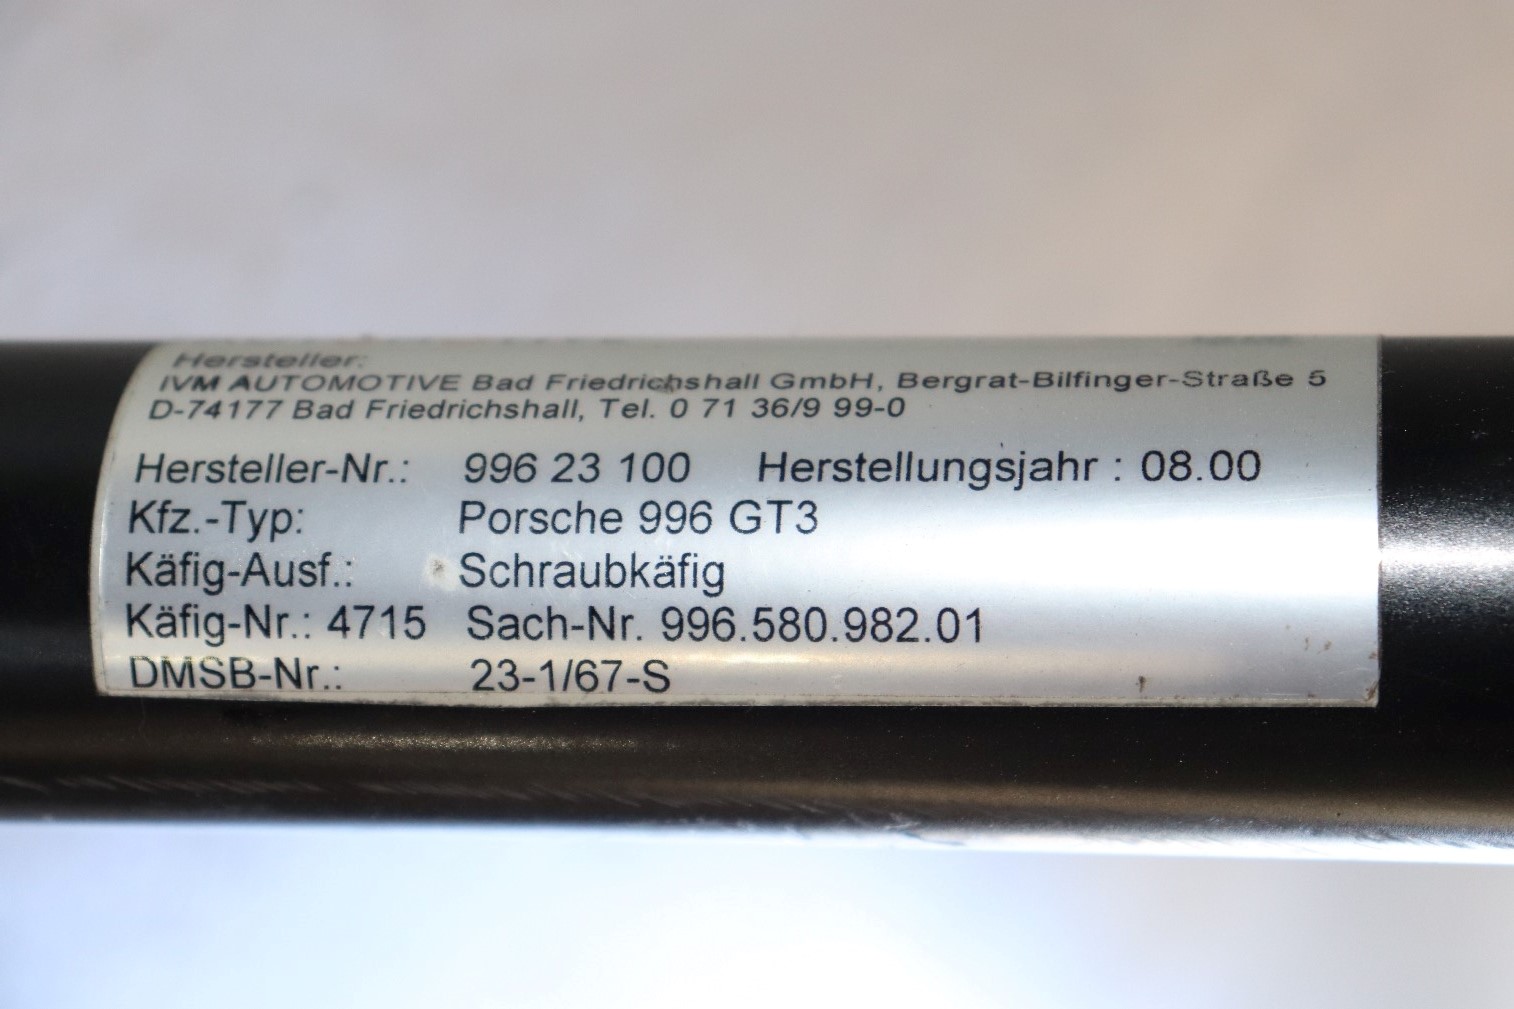 Hersteller:
IVM AUTOMOTIVE Bad Friedrichshall GmbH, Bergrat-Bilfinger-Straße 5
D-74177 Bad Friedrichshall, Tel. 0 71 36/9 99-0
Hersteller-Nr.: 996 23 100 Herstellungsjahr : 08.00
Kfz.-Typ: Porsche 996 GT3
Käfig-Ausf.: Schraubkäfig
Käfig-Nr.: 4715 Sach-Nr. 996.580.982.01
DMSB-Nr.: 23-1/67-S